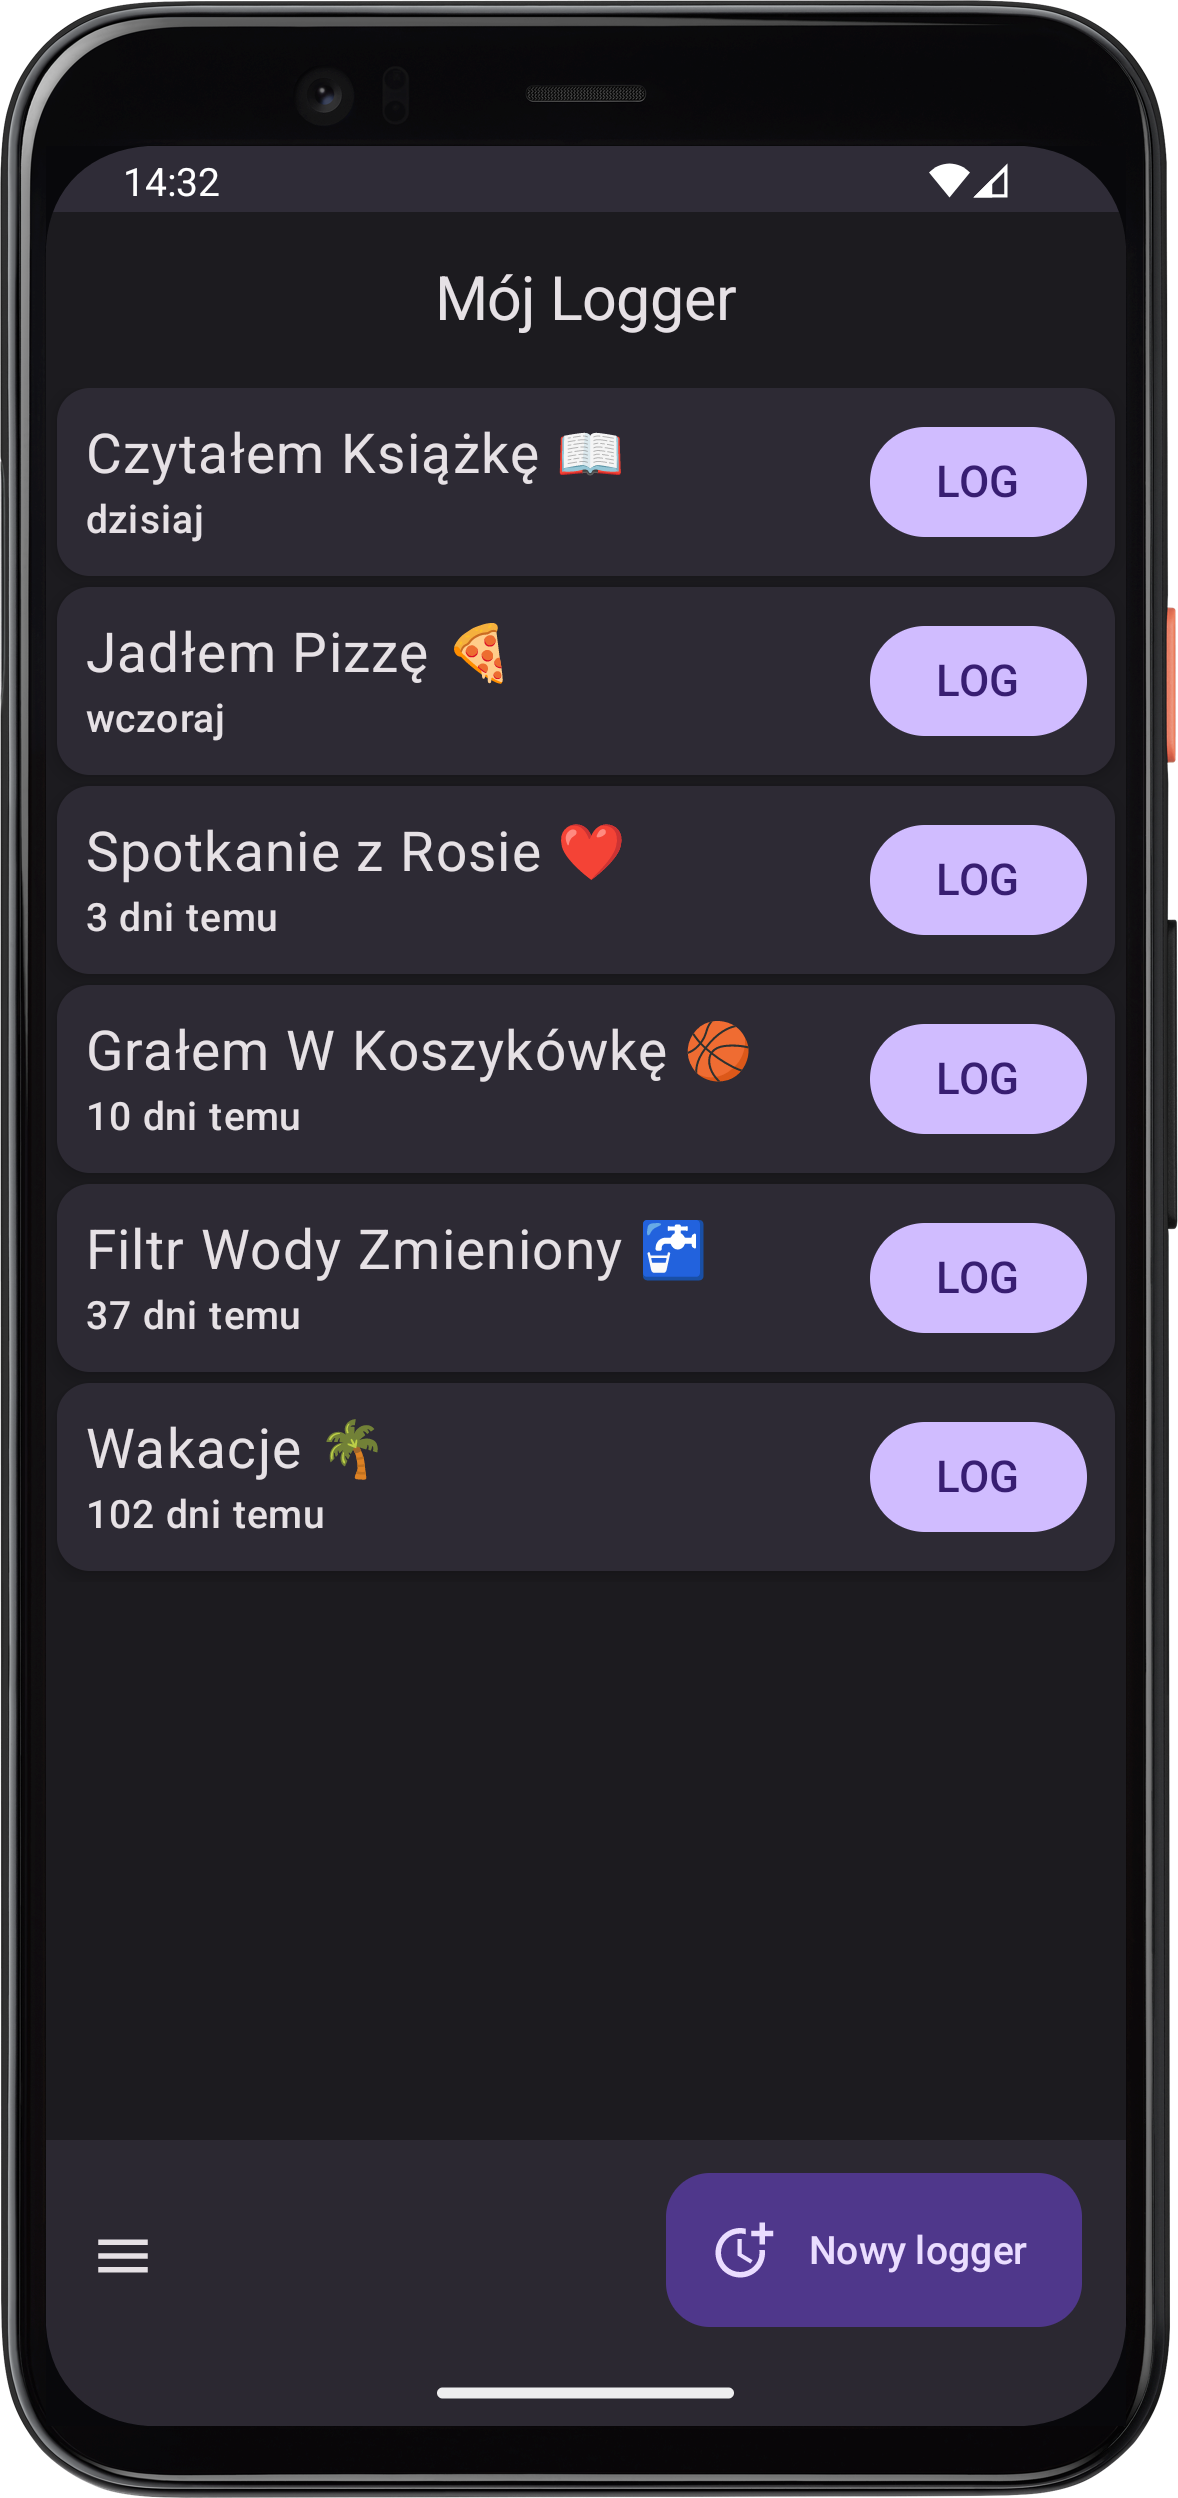 14:32
Mój Logger
Czytałem Książkę 📖
dzisiaj
LOG
Jadłem Pizzę 🍕
wczoraj
LOG
Spotkanie z Rosie ❤️
3 dni temu
LOG
Grałem W Koszykówkę 🏀
10 dni temu
LOG
Filtr Wody Zmieniony 🚰
37 dni temu
LOG
Wakacje 🌴
102 dni temu
LOG
Nowy logger